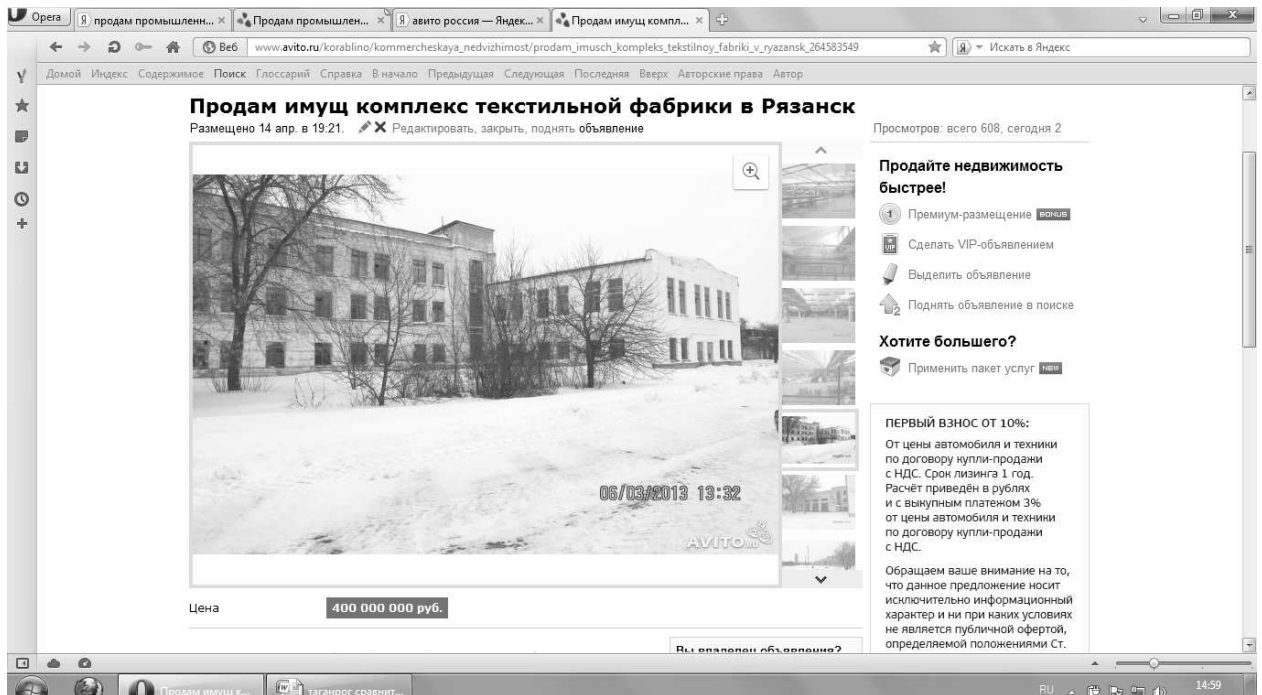 Opera
продам промышленн...
Продам промышлен...
авито россия — Яндек...
Продам имущ компл...
Веб
www.avito.ru/korablino/kommercheskaya_nedvizhimost/prodam_imusch_kompleks_tekstilnoy_fabriki_v_ryazansk_264583549
Искать в Яндекс
Домой Индекс Содержимое Поиск Глоссарий Справка В начало Предыдущая Следующая Последняя Вверх Авторские права Автор
Продам имущ комплекс текстильной фабрики в Рязанск
Размещено 14 апр. в 19:21. Редактировать, закрыть, поднять объявление
Просмотров: всего 608, сегодня 2
06/03/2013 13:32
AVITO.RU
Цена
400 000 000 руб.
Продайте недвижимость
быстрее!
1 Премиум-размещение BONUS
VIP Сделать VIP-объявлением
Выделить объявление
2 Поднять объявление в поиске
Хотите большего?
Применить пакет услуг NEW
ПЕРВЫЙ ВЗНОС ОТ 10%:
От цены автомобиля и техники
по договору купли-продажи
с НДС. Срок лизинга 1 год.
Расчёт приведён в рублях
и с выкупным платежом 3%
от цены автомобиля и техники
по договору купли-продажи
с НДС.
Обращаем ваше внимание на то,
что данное предложение носит
исключительно информационный
характер и ни при каких условиях
не является публичной офертой,
определяемой положениями Ст.
Вы владелец объявления?
Продам имущ к...
таганрог сравнит...
RU
14:59